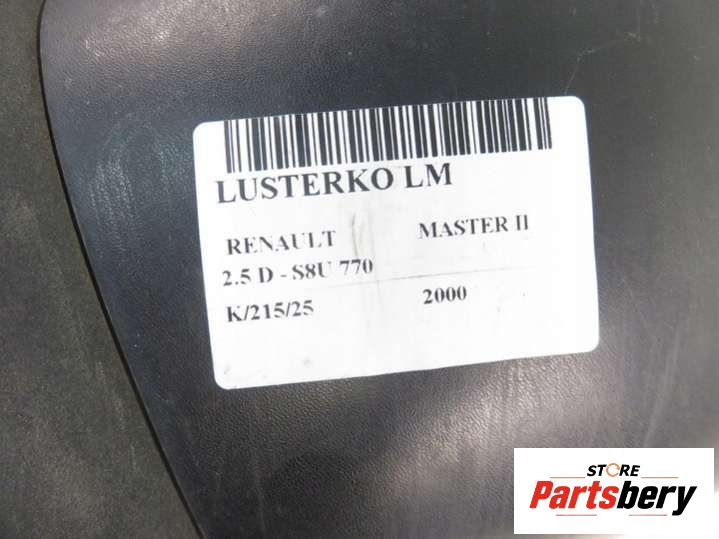 LUSTERKO LM
RENAULT MASTER II
2.5 D - S8U 770
K/215/25 2000
STORE
Partsbery